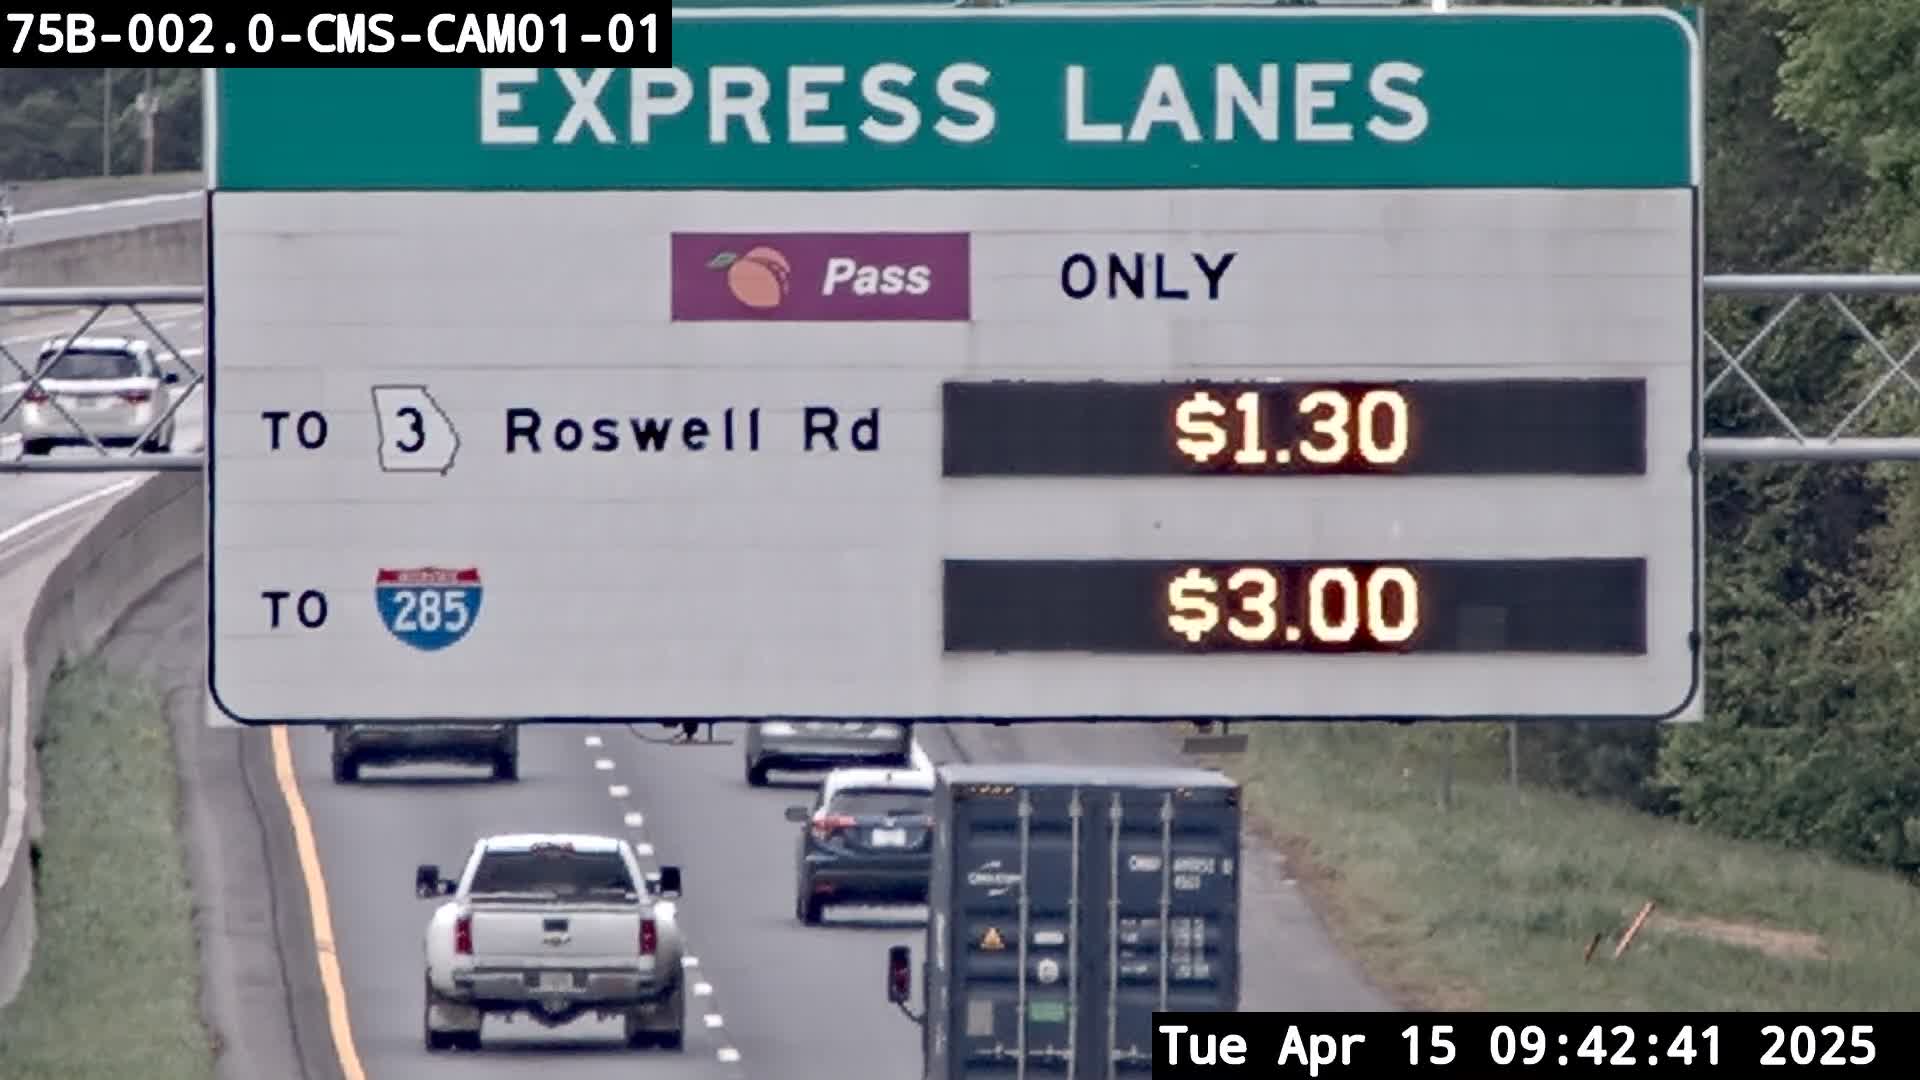 75B-002.0-CMS-CAM01-01
EXPRESS LANES
Pass ONLY
TO 3 Roswell Rd $1.30
TO 285 $3.00
Tue Apr 15 09:42:41 2025